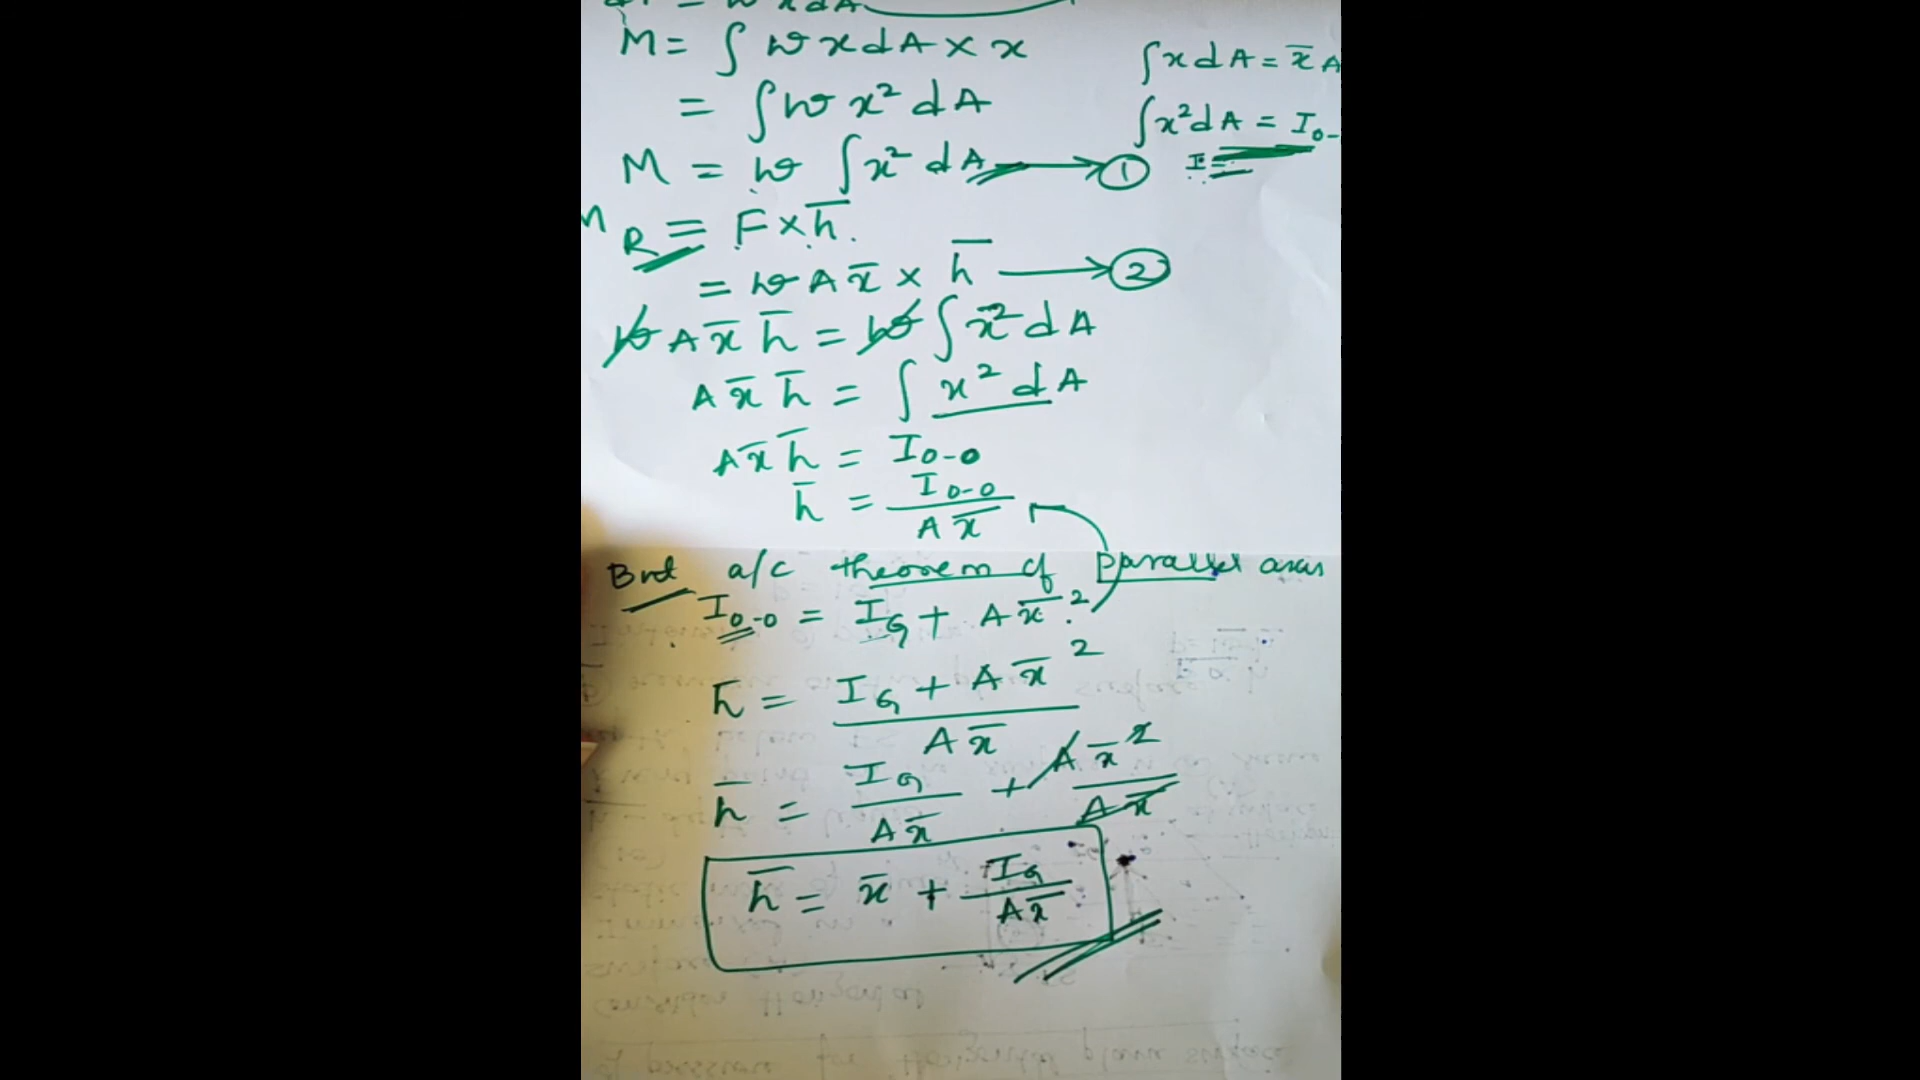 M = ∫ w x dA × x
∫ x dA = x̄ A
= ∫ w x² dA
∫ x² dA = I₀₋
M = w ∫ x² dA → ①
I =
M R = F × h̄.
= w A x̄ × h̄ → ②
w A x̄ h̄ = w ∫ x² dA
A x̄ h̄ = ∫ x² dA
A x̄ h̄ = I₀₋₀
h̄ = I₀₋₀ / A x̄
But a/c theorem of parallel axis
I₀₋₀ = I_G + A x̄²
h̄ = I_G + A x̄² / A x̄
h̄ = I_G / A x̄ + A x̄² / A x̄
h̄ = x̄ + I_G / A x̄